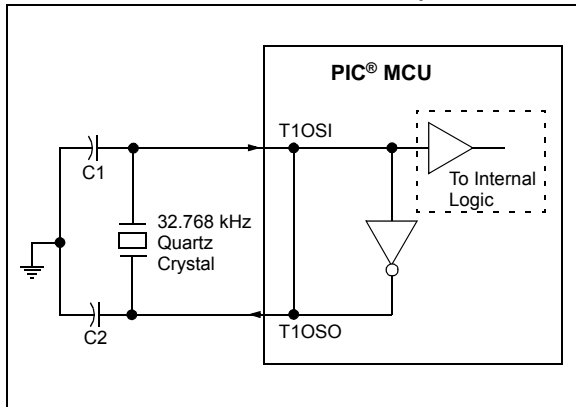 PIC® MCU
T1OSI
C1
To Internal
Logic
32.768 kHz
Quartz
Crystal
T1OSO
C2